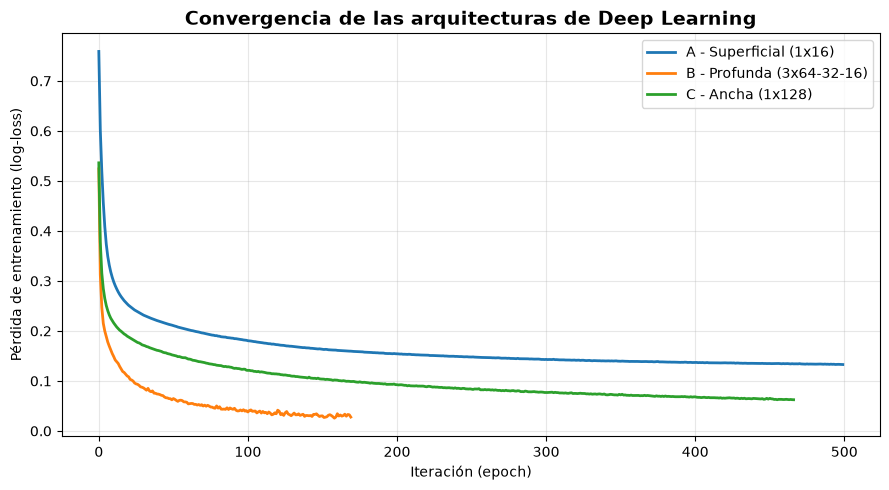 Convergencia de las arquitecturas de Deep Learning
A - Superficial (1x16)
B - Profunda (3x64-32-16)
C - Ancha (1x128)
Pérdida de entrenamiento (log-loss)
0.7
0.6
0.5
0.4
0.3
0.2
0.1
0.0
0 100 200 300 400 500
Iteración (epoch)